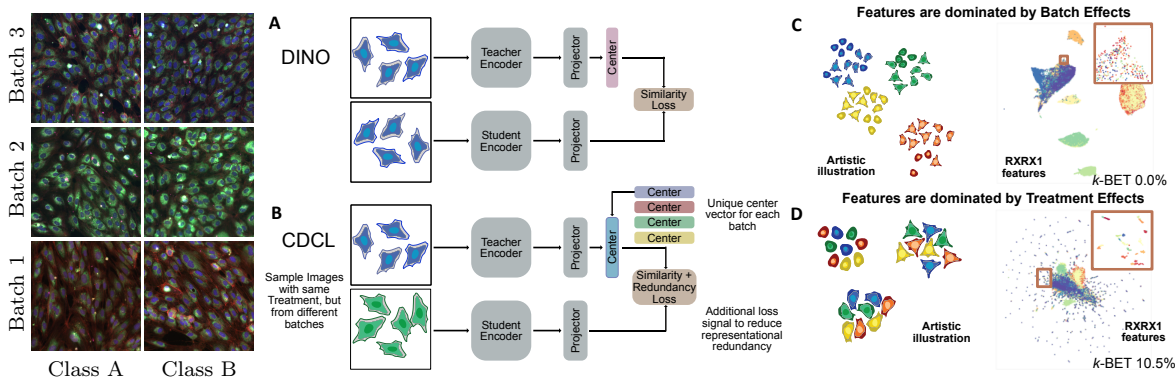 Batch 3
Batch 2
Batch 1
Class A
Class B
A
DINO
Teacher
Encoder
Projector
Center
Similarity
Loss
Student
Encoder
Projector
B
CDCL
Sample Images
with same
Treatment, but
from different
batches
Teacher
Encoder
Projector
Center
Center
Center
Center
Center
Unique center
vector for each
batch
Similarity +
Redundancy
Loss
Student
Encoder
Projector
Additional loss
signal to reduce
representational
redundancy
Features are dominated by Batch Effects
C
Artistic
illustration
RXRX1
features
k-BET 0.0%
Features are dominated by Treatment Effects
D
Artistic
illustration
RXRX1
features
k-BET 10.5%